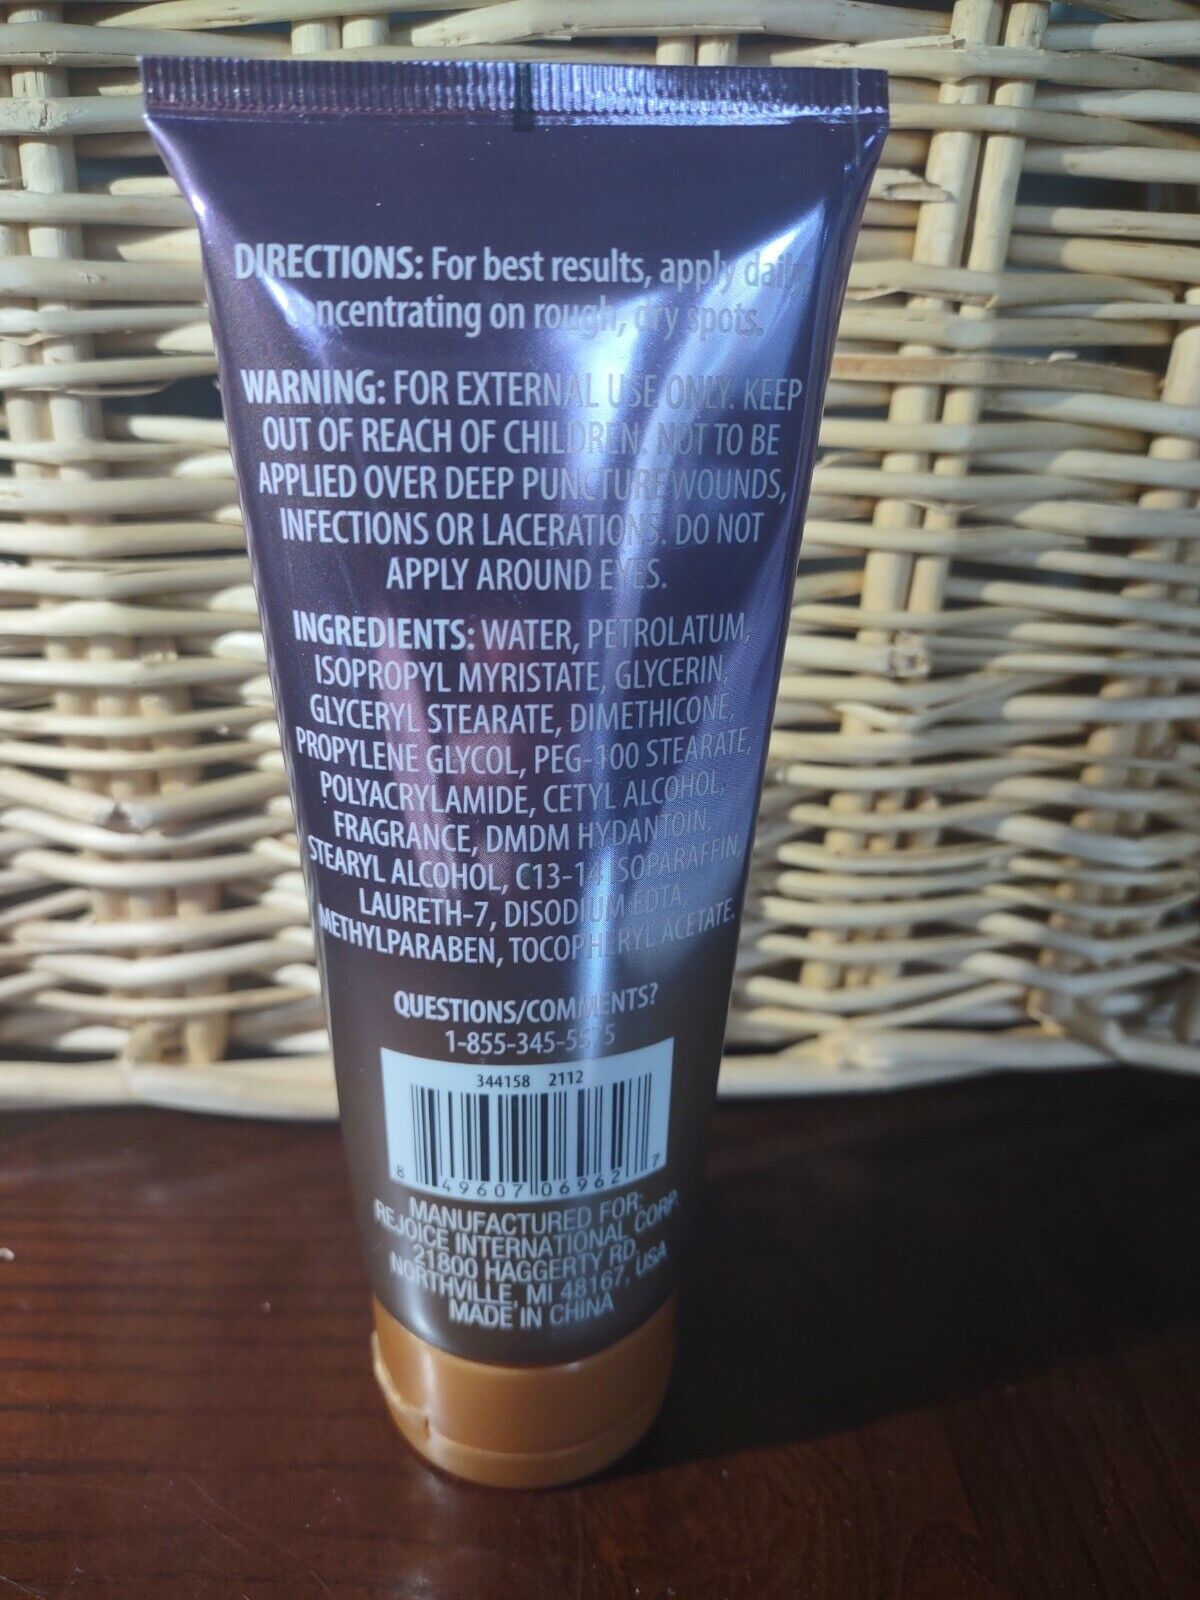 DIRECTIONS: For best results, apply daily,
concentrating on rough, dry spots.
WARNING: FOR EXTERNAL USE ONLY. KEEP
OUT OF REACH OF CHILDREN. NOT TO BE
APPLIED OVER DEEP PUNCTURE WOUNDS,
INFECTIONS OR LACERATIONS. DO NOT
APPLY AROUND EYES.
INGREDIENTS: WATER, PETROLATUM,
ISOPROPYL MYRISTATE, GLYCERIN,
GLYCERYL STEARATE, DIMETHICONE,
PROPYLENE GLYCOL, PEG-100 STEARATE,
POLYACRYLAMIDE, CETYL ALCOHOL,
FRAGRANCE, DMDM HYDANTOIN,
STEARYL ALCOHOL, C13-14 ISOPARAFFIN,
LAURETH-7, DISODIUM EDTA,
METHYLPARABEN, TOCOPHERYL ACETATE.
QUESTIONS/COMMENTS?
1-855-345-5575
344158 2112
8 49607 06962 7
MANUFACTURED FOR:
REJOICE INTERNATIONAL CORP.
21800 HAGGERTY RD.
NORTHVILLE, MI 48167, USA
MADE IN CHINA